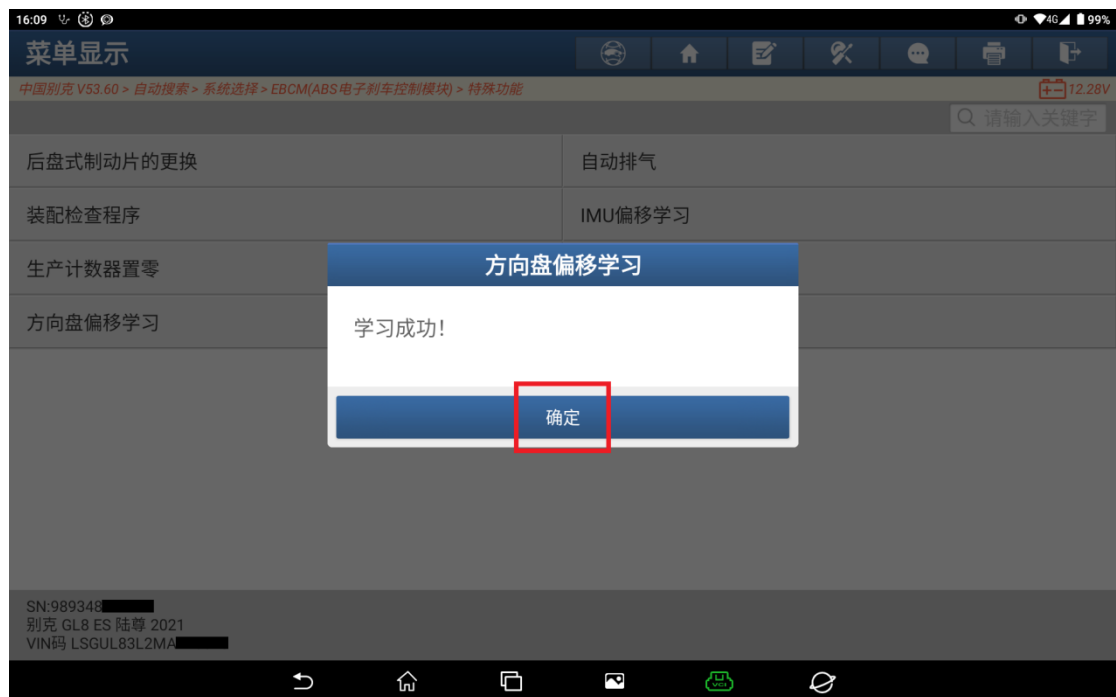 16:09
4G 99%
菜单显示
中国别克 V53.60 > 自动搜索 > 系统选择 > EBCM(ABS电子刹车控制模块) > 特殊功能
12.28V
请输入关键字
后盘式制动片的更换
自动排气
装配检查程序
IMU偏移学习
生产计数器置零
方向盘偏移学习
方向盘偏移学习
学习成功!
确定
SN:989348
别克 GL8 ES 陆尊 2021
VIN码 LSGUL83L2MA
VCI